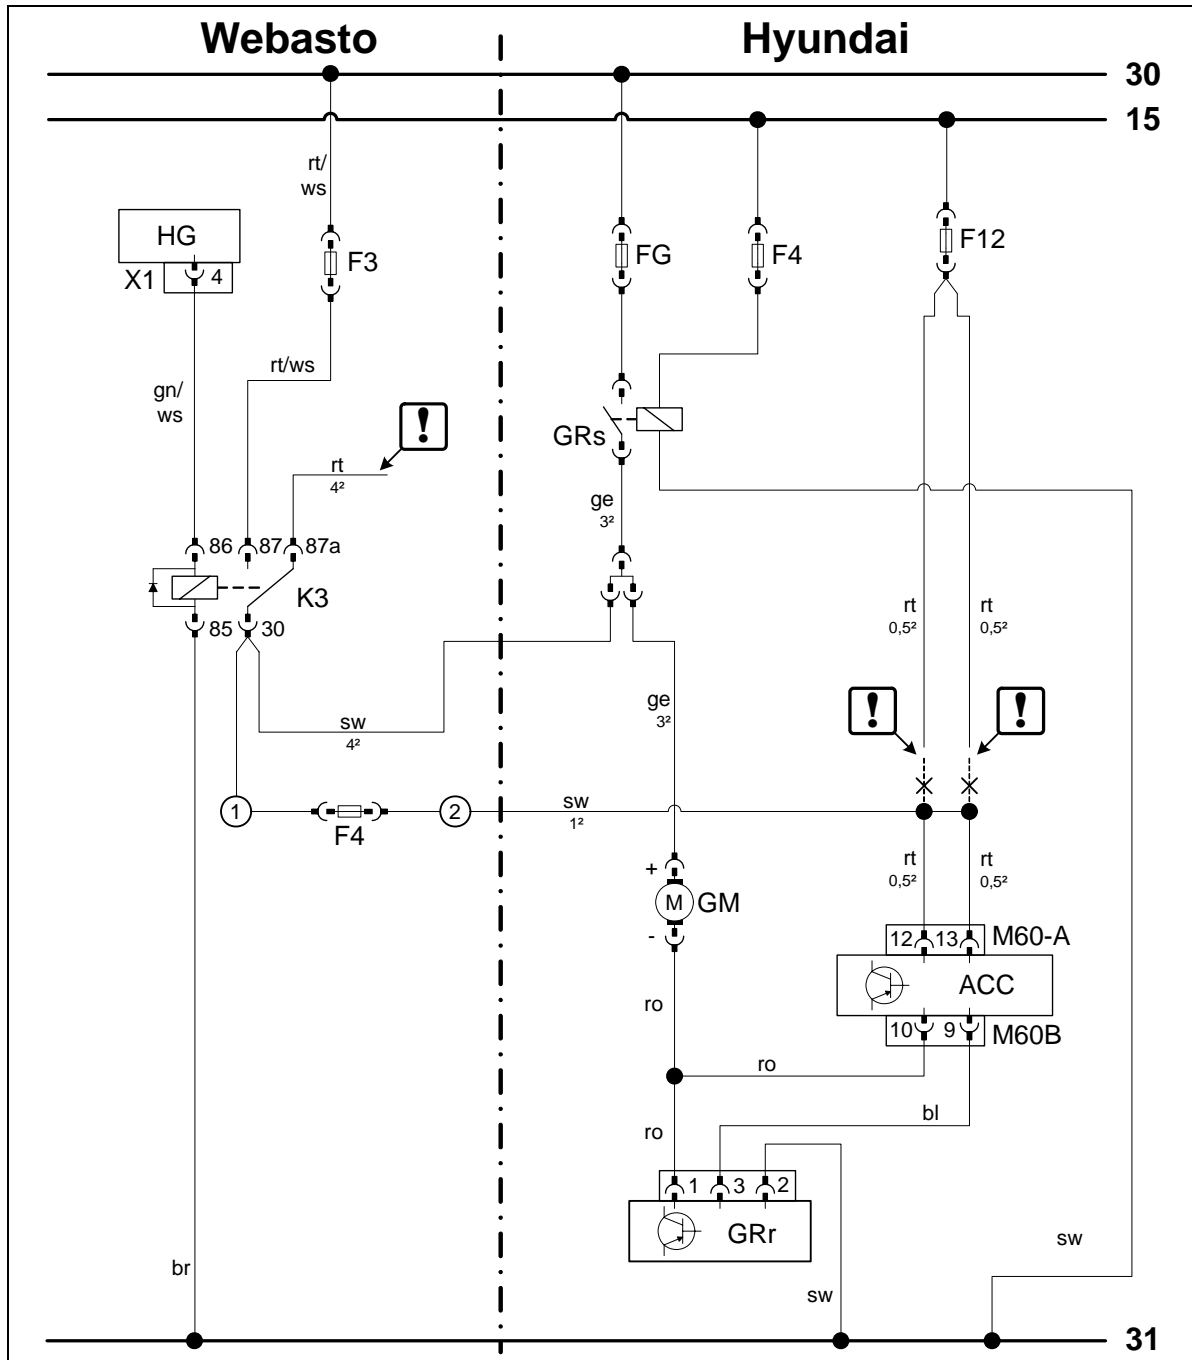 Webasto
Hyundai
30
15
rt/
ws
HG
X1
4
F3
FG
F4
F12
gn/
ws
rt/ws
!
rt
4²
GRs
ge
3²
86
87
87a
K3
85
30
rt
0,5²
rt
0,5²
sw
4²
ge
3²
!
!
1
F4
2
sw
1²
rt
0,5²
rt
0,5²
+
M
GM
-
12
13
M60-A
ACC
10
9
M60B
ro
ro
bl
ro
1
3
2
GRr
sw
br
sw
31